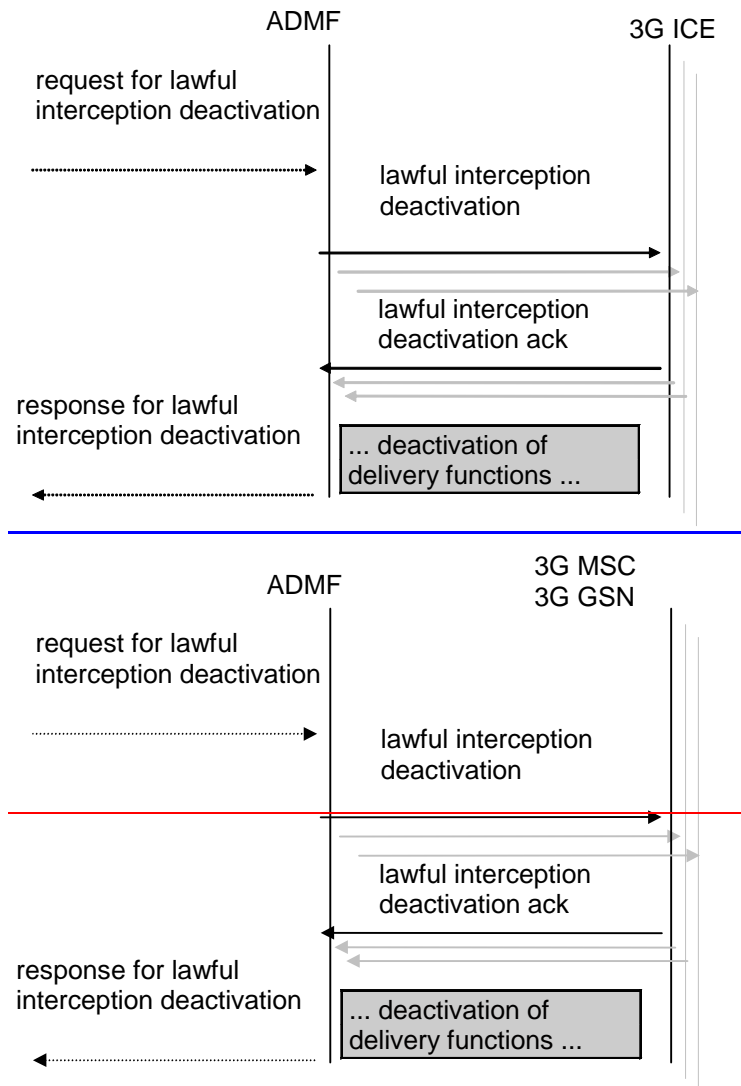 ADMF
3G ICE
request for lawful
interception deactivation
lawful interception
deactivation
lawful interception
deactivation ack
response for lawful
interception deactivation
... deactivation of
delivery functions ...
3G MSC
3G GSN
ADMF
request for lawful
interception deactivation
lawful interception
deactivation
lawful interception
deactivation ack
response for lawful
interception deactivation
... deactivation of
delivery functions ...